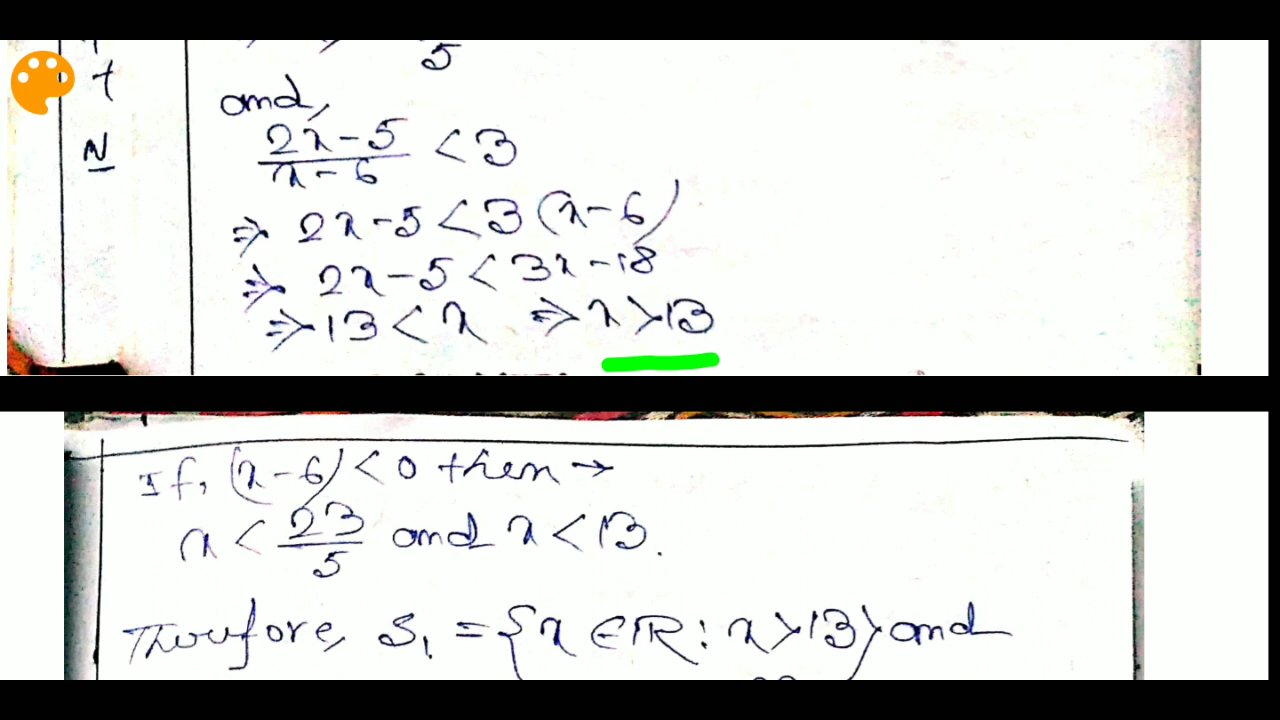 t
N
5
and,
2x-5/x-6 < 3
⇒ 2x-5 < 3(x-6)
⇒ 2x-5 < 3x-18
⇒ 13 < x ⇒ x > 13
If, (x-6) < 0 then →
x < 23/5 and x < 13.
Therefore, S₁ = {x ∈ ℝ : x > 13} and